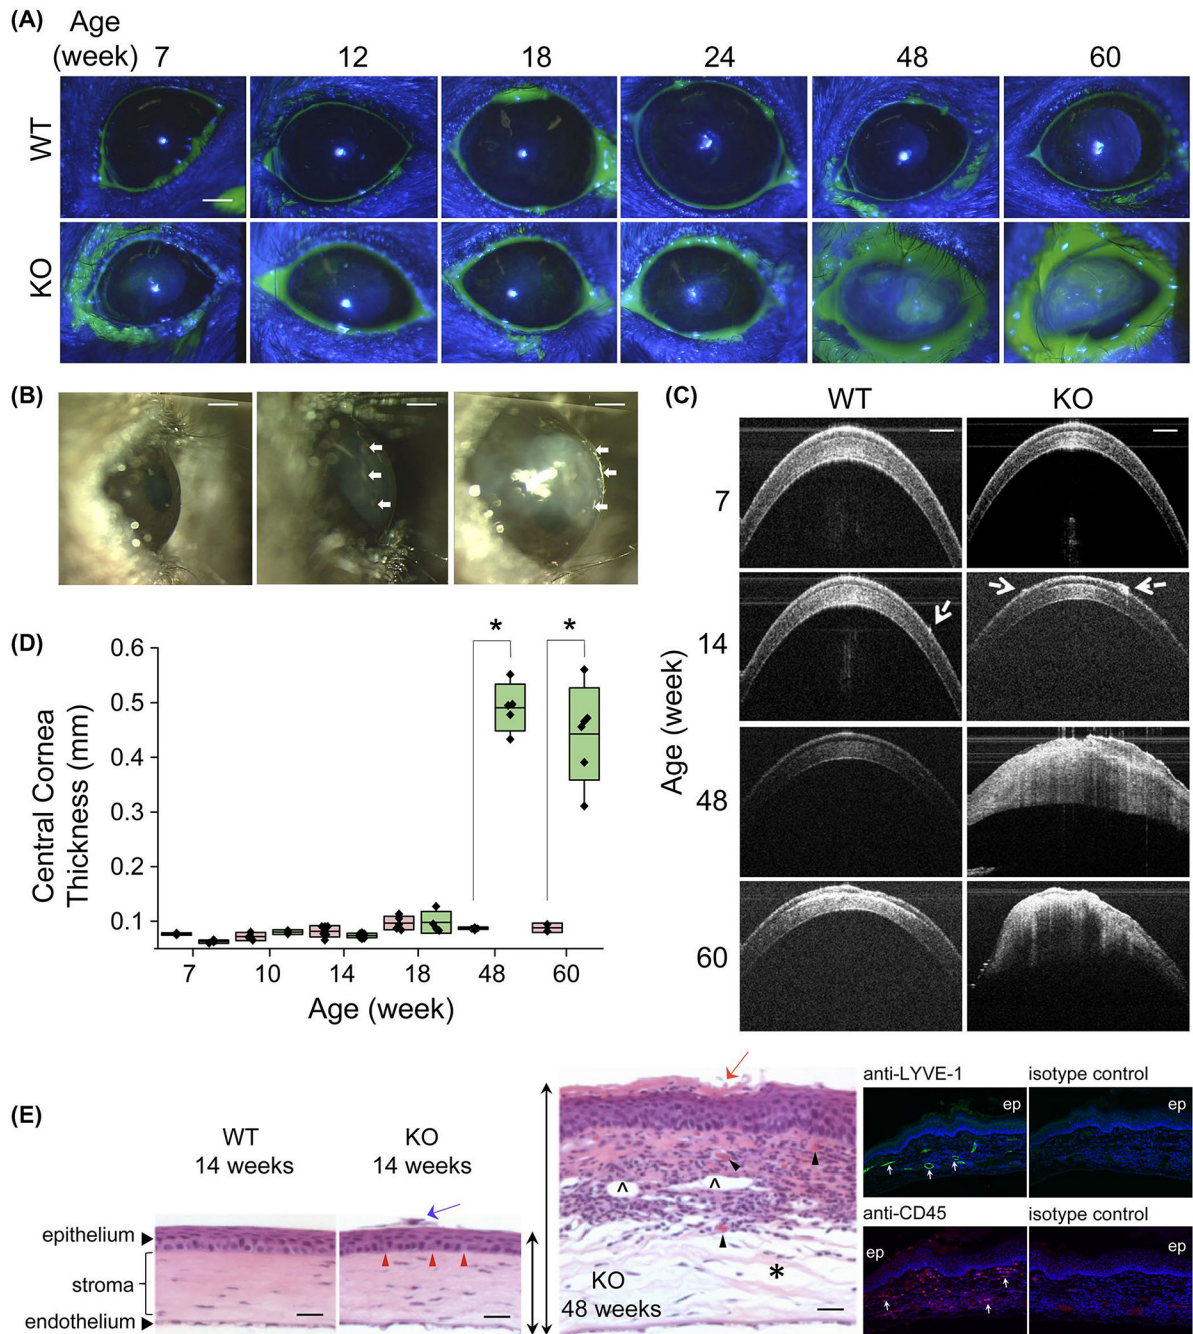 (A)
Age
(week) 7 12 18 24 48 60
WT
KO
(B)
(C)
WT KO
7
14
48
60
Age (week)
(D)
Central Cornea
Thickness (mm)
0.6
0.5
0.4
0.3
0.2
0.1
* *
7 10 14 18 48 60
Age (week)
(E)
WT
14 weeks
KO
14 weeks
epithelium
stroma
endothelium
^ ^
*
KO
48 weeks
anti-LYVE-1 isotype control
ep ep
anti-CD45 isotype control
ep ep